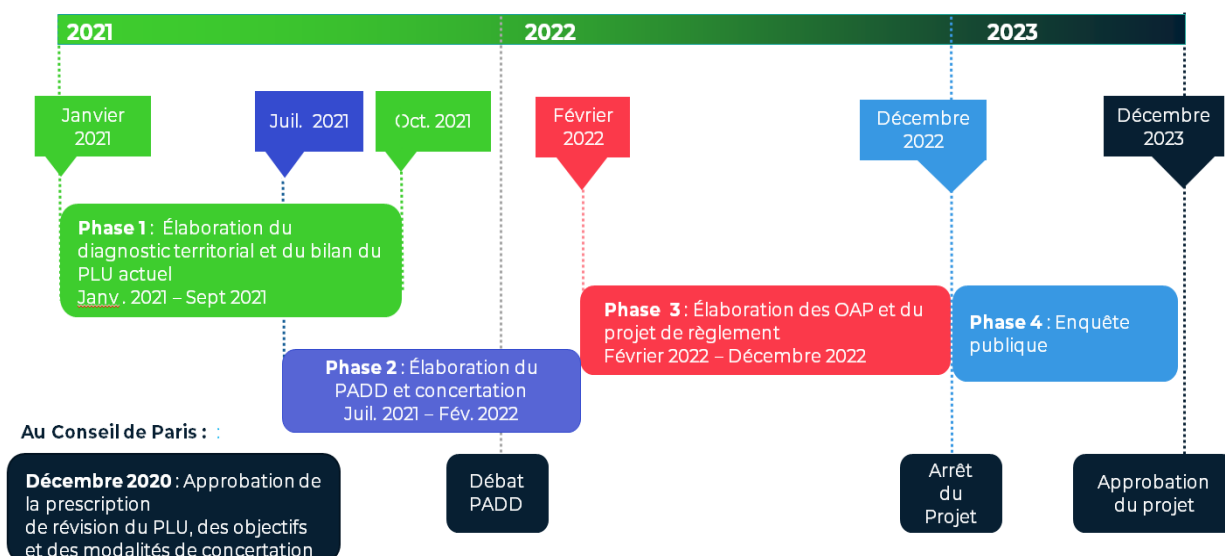 2021
2022
2023
Janvier
2021
Juil. 2021
Oct. 2021
Février
2022
Décembre
2022
Décembre
2023
Phase 1 : Élaboration du
diagnostic territorial et du bilan du
PLU actuel
Janv . 2021 – Sept 2021
Phase 2 : Élaboration du
PADD et concertation
Juil. 2021 – Fév. 2022
Phase 3 : Élaboration des OAP et du
projet de règlement
Février 2022 – Décembre 2022
Phase 4 : Enquête
publique
Au Conseil de Paris : :
Décembre 2020 : Approbation de
la prescription
de révision du PLU, des objectifs
et des modalités de concertation
Débat
PADD
Arrêt
du
Projet
Approbation
du projet